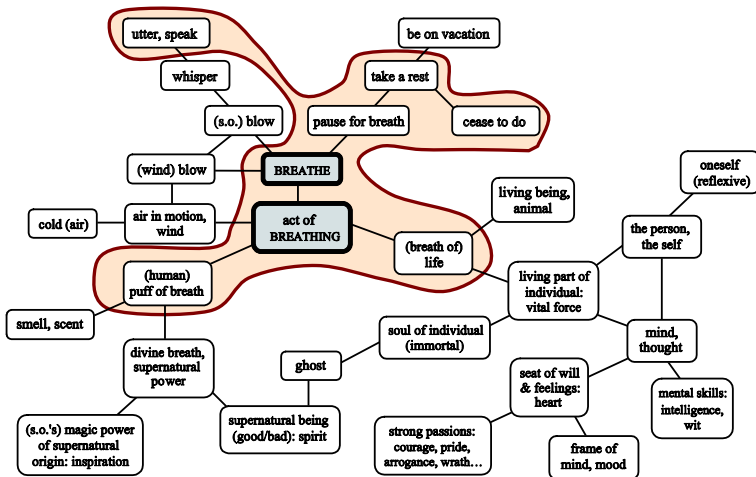 utter, speak
be on vacation
whisper
take a rest
(s.o.) blow
pause for breath
cease to do
(wind) blow
BREATHE
oneself
(reflexive)
living being,
animal
cold (air)
air in motion,
wind
act of
BREATHING
the person,
the self
(breath of)
life
(human)
puff of breath
living part of
individual:
vital force
smell, scent
soul of individual
(immortal)
mind,
thought
divine breath,
supernatural
power
ghost
seat of will
& feelings:
heart
mental skills:
intelligence,
wit
(s.o.'s) magic power
of supernatural
origin: inspiration
supernatural being
(good/bad): spirit
strong passions:
courage, pride,
arrogance, wrath...
frame of
mind, mood